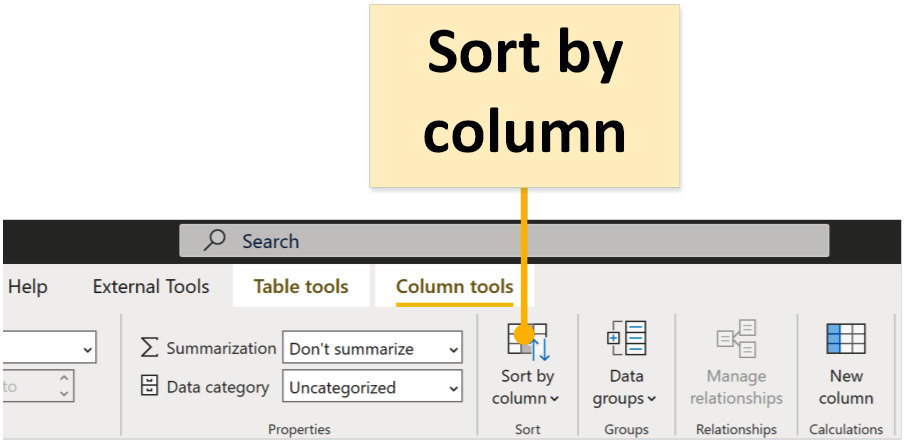 Sort by
column
Search
Help External Tools Table tools Column tools
Summarization Don't summarize
to Data category Uncategorized
Sort by
column
Data
groups
Manage
relationships
New
column
Properties Sort Groups Relationships Calculations